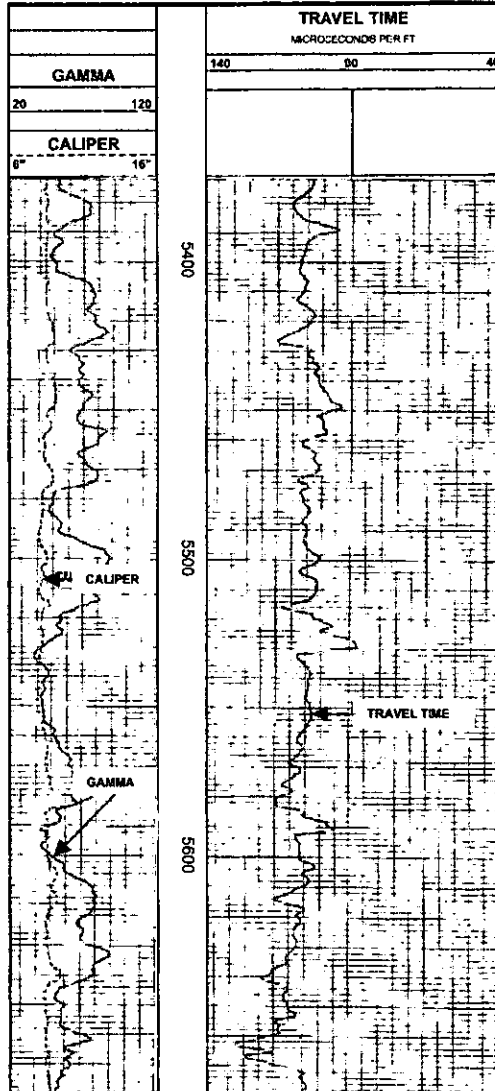 TRAVEL TIME
MICROSECONDS PER FT
140 90 40
GAMMA
20 120
CALIPER
6" 16"
5400
5500
CALIPER
TRAVEL TIME
GAMMA
5600